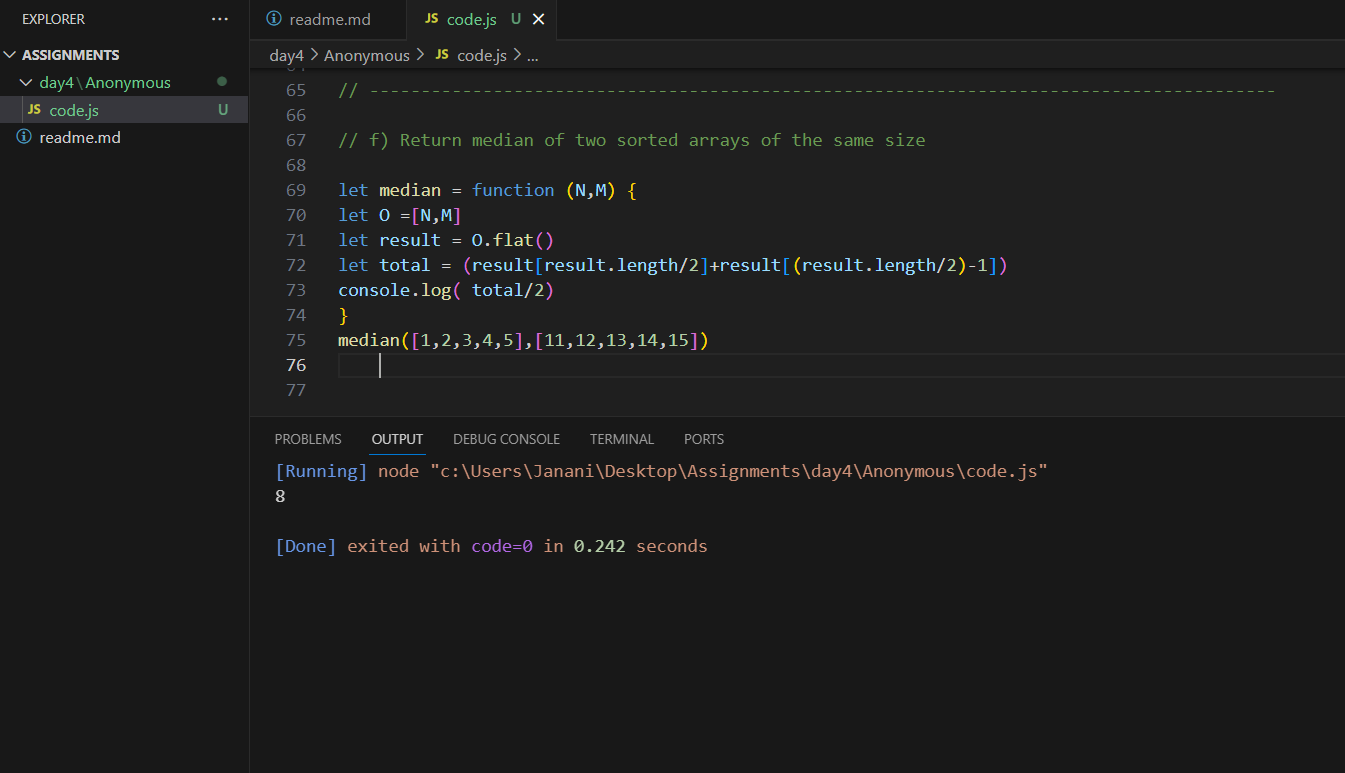 EXPLORER ...
ASSIGNMENTS
day4\Anonymous
JS code.js U
readme.md
readme.md JS code.js U
day4 > Anonymous > JS code.js > ...
65 // ----------------------------------------------------------------------------------------
66
67 // f) Return median of two sorted arrays of the same size
68
69 let median = function (N,M) {
70 let O =[N,M]
71 let result = O.flat()
72 let total = (result[result.length/2]+result[(result.length/2)-1])
73 console.log( total/2)
74 }
75 median([1,2,3,4,5],[11,12,13,14,15])
76
77
PROBLEMS OUTPUT DEBUG CONSOLE TERMINAL PORTS
[Running] node "c:\Users\Janani\Desktop\Assignments\day4\Anonymous\code.js"
8
[Done] exited with code=0 in 0.242 seconds